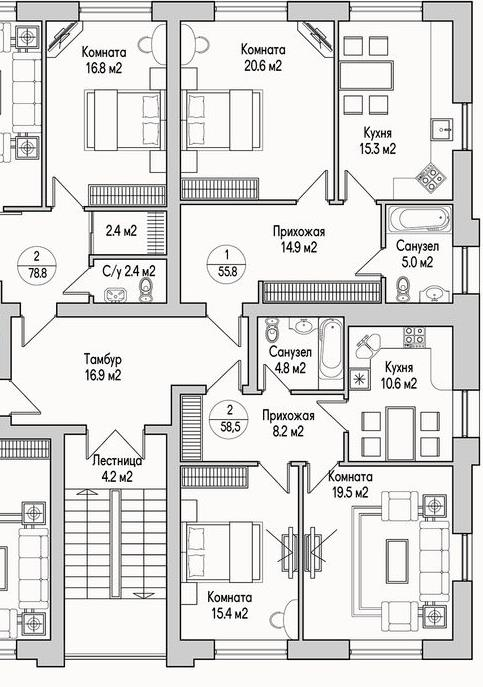 Комната
16.8 м2
Комната
20.6 м2
Кухня
15.3 м2
2
78.8
2.4 м2
С/у 2.4 м2
1
55.8
Прихожая
14.9 м2
Санузел
5.0 м2
Тамбур
16.9 м2
Санузел
4.8 м2
Кухня
10.6 м2
2
58,5
Прихожая
8.2 м2
Лестница
4.2 м2
Комната
19.5 м2
Комната
15.4 м2